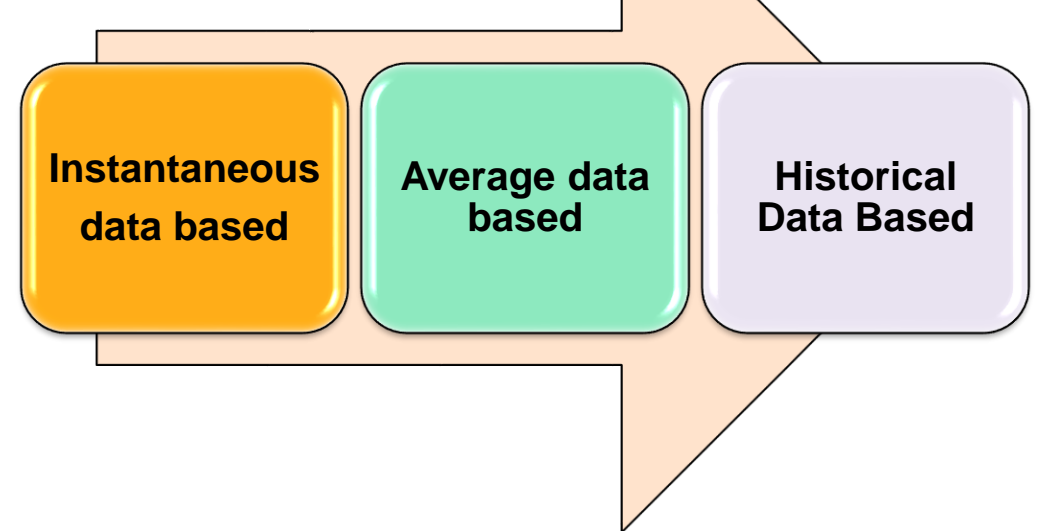 Instantaneous
data based
Average data
based
Historical
Data Based